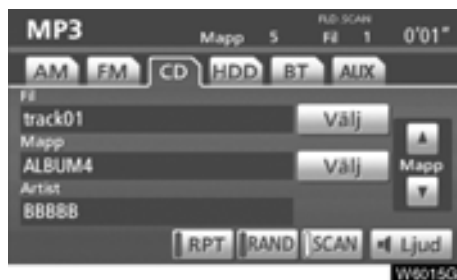 FLD.SCAN
MP3 Mapp 5 Fil 1 0'01"
AM FM CD HDD BT AUX
Fil
track01 Välj
Mapp
ALBUM4 Välj
Mapp
Artist
BBBBB
RPT RAND SCAN Ljud
W6015G